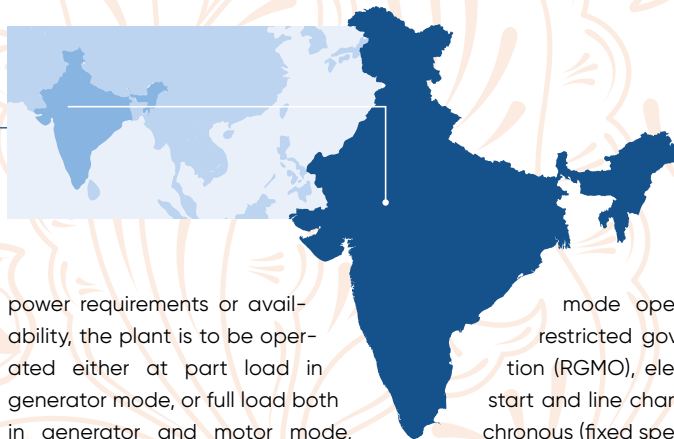 power requirements or avail-
ability, the plant is to be oper-
ated either at part load in
generator mode, or full load both
in generator and motor mode,
mode ope
restricted gov
tion (RGMO), ele
start and line char
chronous (fixed spe